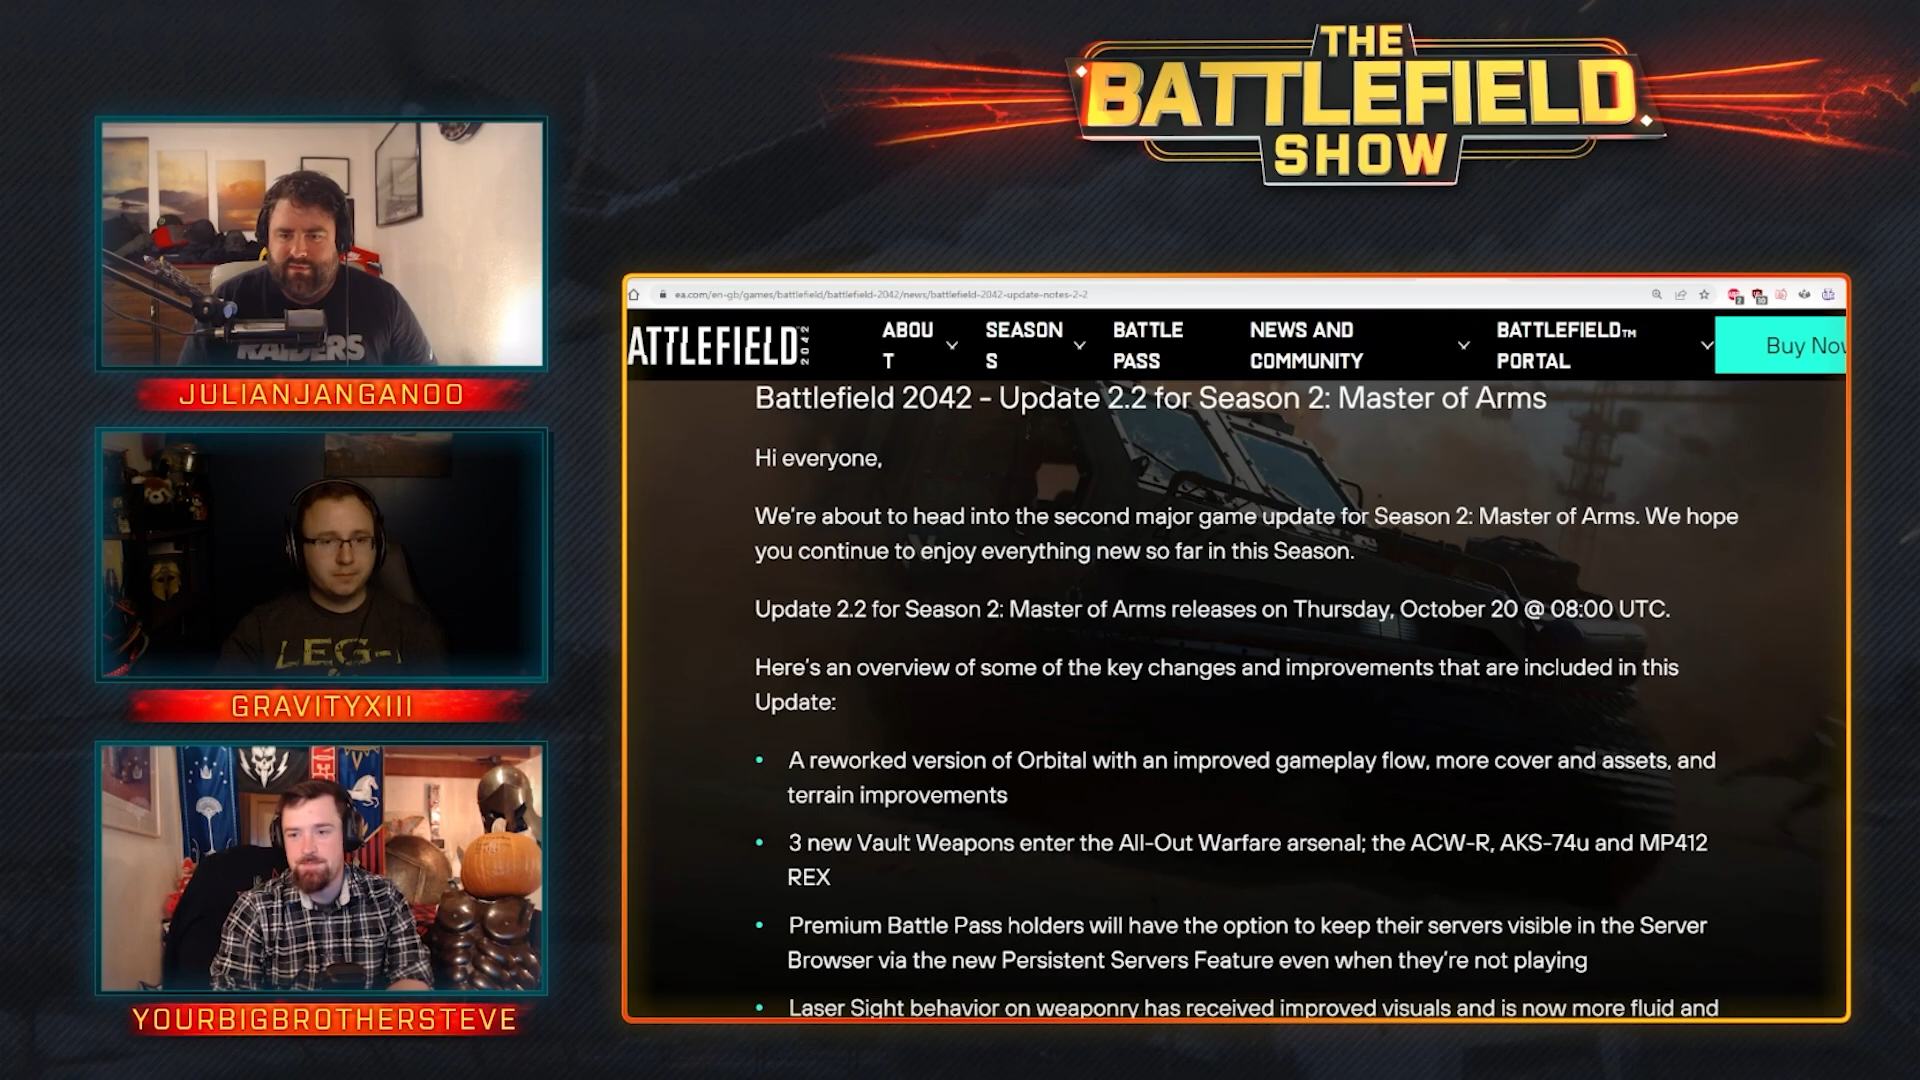 THE
BATTLEFIELD
SHOW
RAIDERS
JULIANJANGANOO
LEG-
GRAVITYXIII
YOURBIGBROTHERSTEVE
ea.com/en-gb/games/battlefield/battlefield-2042/news/battlefield-2042-update-notes-2-2
ATTLEFIELD 2042
ABOU
T
SEASON
S
BATTLE
PASS
NEWS AND
COMMUNITY
BATTLEFIELD™
PORTAL
Buy Nov
Battlefield 2042 - Update 2.2 for Season 2: Master of Arms
Hi everyone,
We're about to head into the second major game update for Season 2: Master of Arms. We hope
you continue to enjoy everything new so far in this Season.
Update 2.2 for Season 2: Master of Arms releases on Thursday, October 20 @ 08:00 UTC.
Here's an overview of some of the key changes and improvements that are included in this
Update:
• A reworked version of Orbital with an improved gameplay flow, more cover and assets, and
terrain improvements
• 3 new Vault Weapons enter the All-Out Warfare arsenal; the ACW-R, AKS-74u and MP412
REX
• Premium Battle Pass holders will have the option to keep their servers visible in the Server
Browser via the new Persistent Servers Feature even when they're not playing
• Laser Sight behavior on weaponry has received improved visuals and is now more fluid and